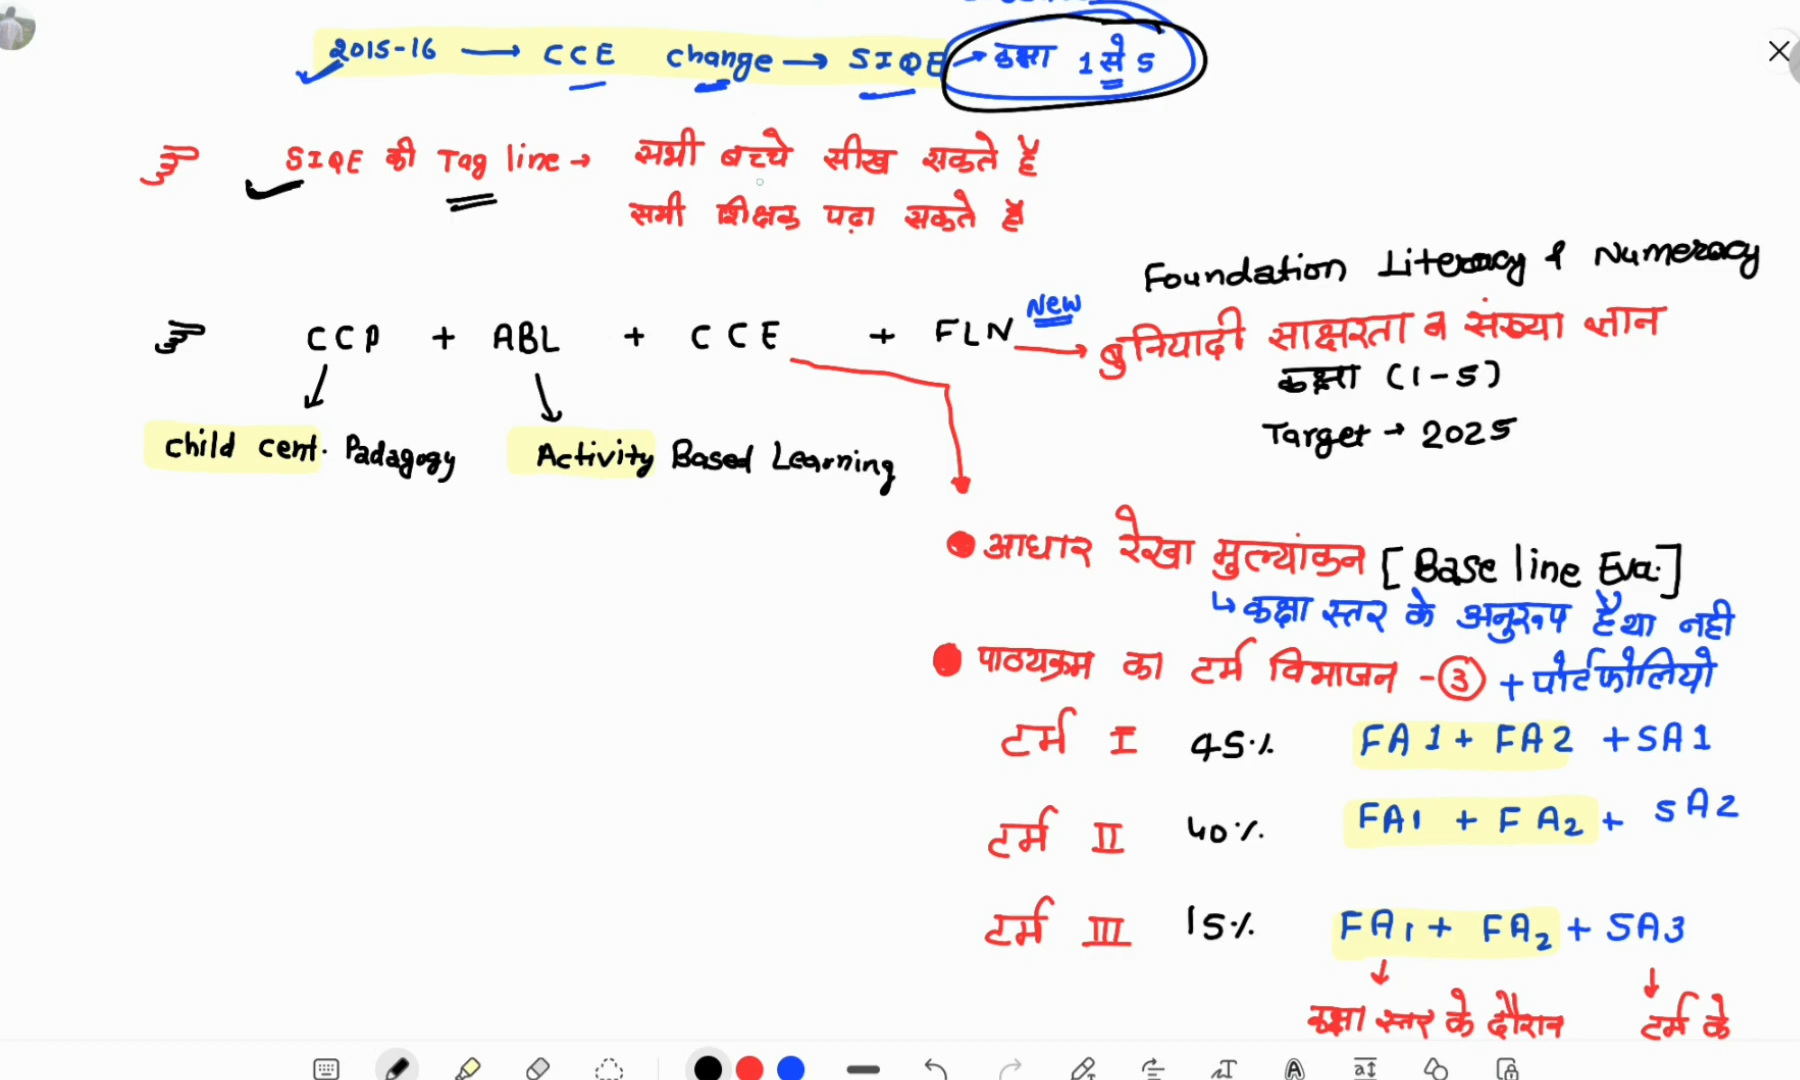 2015-16 → CCE change → SIQE → कक्षा 1 से 5
SIQE की Tag line → सभी बच्चे सीख सकते हैं
सभी शिक्षक पढ़ा सकते हैं
Foundation Literacy & Numeracy
CCP + ABL + CCE + FLN New → बुनियादी साक्षरता व संख्या ज्ञान
कक्षा (1-5)
Target → 2025
Child cent. Padagogy Activity Based Learning
आधार रेखा मुल्यांकन [Base line Eva.]
↳ कक्षा स्तर के अनुरूप है या नही
पाठ्यक्रम का टर्म विभाजन - 3 + पोर्टफोलियो
टर्म I 45% FA1 + FA2 + SA1
टर्म II 40% FA1 + FA2 + SA2
टर्म III 15% FA1 + FA2 + SA3
कक्षा स्तर के दौरान टर्म के